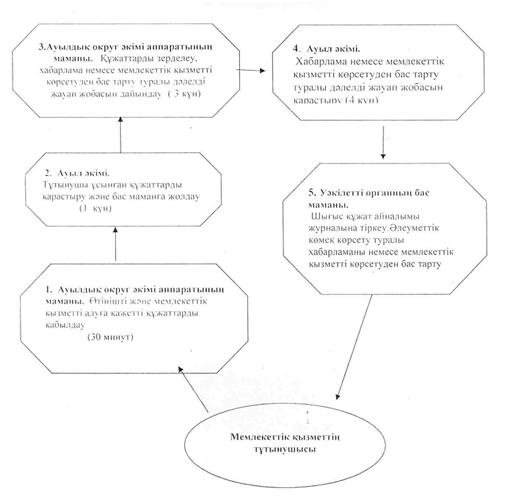 3.Ауылдық округ әкімі аппаратының
маманы. Құжаттарды зерделеу,
хабарлама немесе мемлекеттік қызметті
көрсетуден бас тарту туралы дәлелді
жауап жобасын дайындау ( 3 күн)
4. Ауыл әкімі.
Хабарлама немесе мемлекеттік
қызметті көрсетуден бас тарту
туралы дәлелді жауап жобасын
қарастыру (4 күн)
2. Ауыл әкімі.
Тұтынушы ұсынған құжаттарды
қарастыру және бас маманға жолдау
(1 күн)
5. Уәкілетті органның бас
маманы.
Шығыс құжат айналымы
журналына тіркеу.Әлеуметтік
көмек көрсету туралы
хабарламаны немесе мемлекеттік
қызметті көрсетуден бас тарту
1. Ауылдық округ әкімі аппаратының
маманы. Өтінішті және мемлекеттік
қызметті алуға қажетті құжаттарды
қабылдау
(30 минут)
Мемлекеттік қызметтің
тұтынушысы